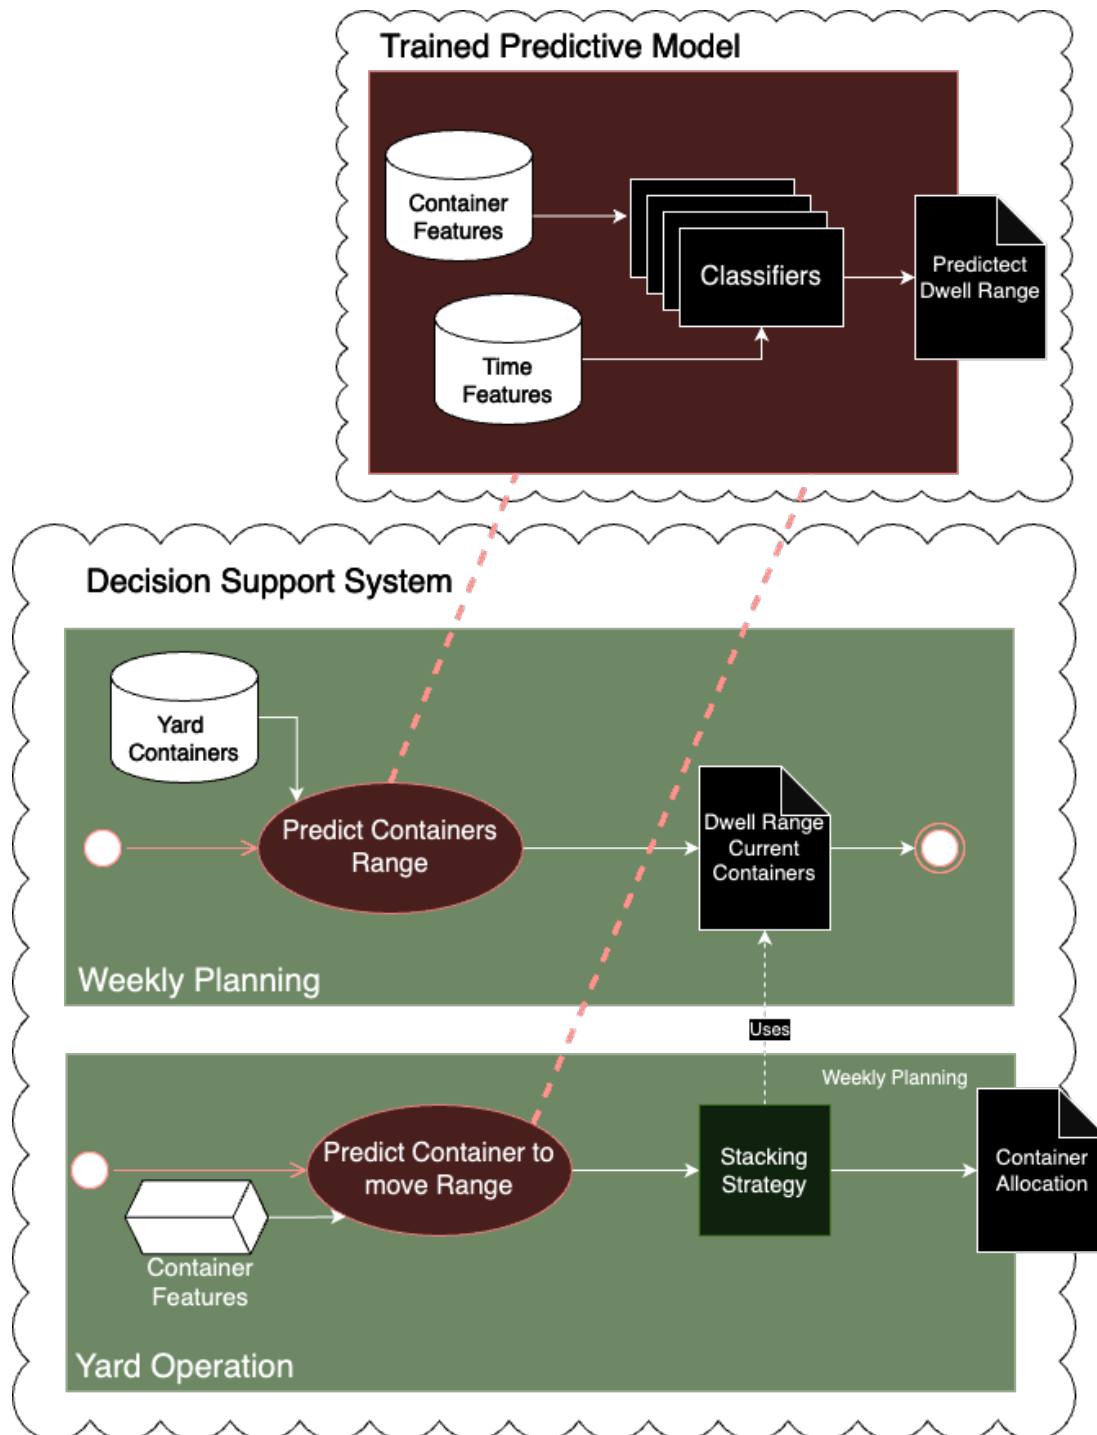 Trained Predictive Model
Container
Features
Classifiers
Predictect
Dwell Range
Time
Features
Decision Support System
Yard
Containers
Predict Containers
Range
Dwell Range
Current
Containers
Weekly Planning
Uses
Weekly Planning
Predict Container to
move Range
Stacking
Strategy
Container
Allocation
Container
Features
Yard Operation